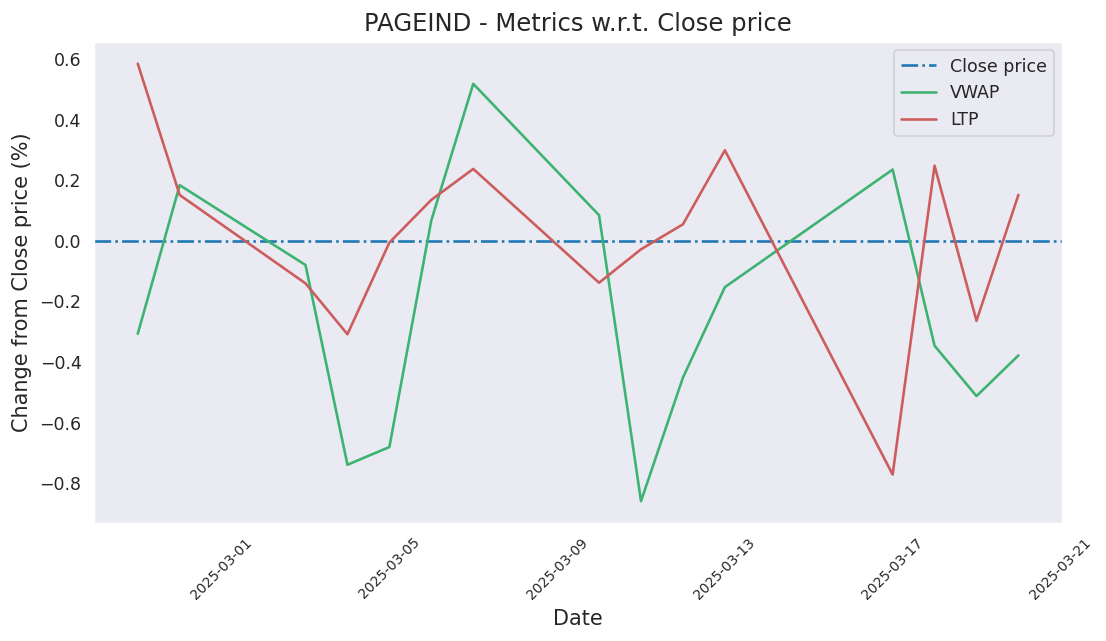 PAGEIND - Metrics w.r.t. Close price
Close price
VWAP
LTP
Change from Close price (%)
0.6
0.4
0.2
0.0
−0.2
−0.4
−0.6
−0.8
2025-03-01
2025-03-05
2025-03-09
2025-03-13
2025-03-17
2025-03-21
Date